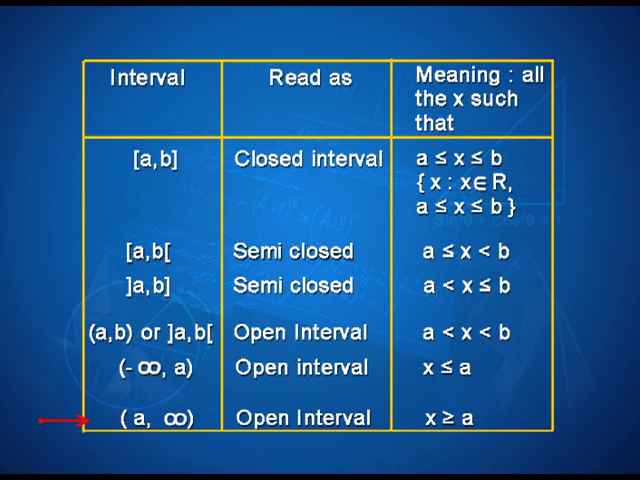 Interval Read as Meaning : all
the x such
that
[a,b] Closed interval a ≤ x ≤ b
{ x : x∈ R,
a ≤ x ≤ b }
[a,b[ Semi closed a ≤ x < b
]a,b] Semi closed a < x ≤ b
(a,b) or ]a,b[ Open Interval a < x < b
(- ∞, a) Open interval x ≤ a
( a, ∞) Open Interval x ≥ a